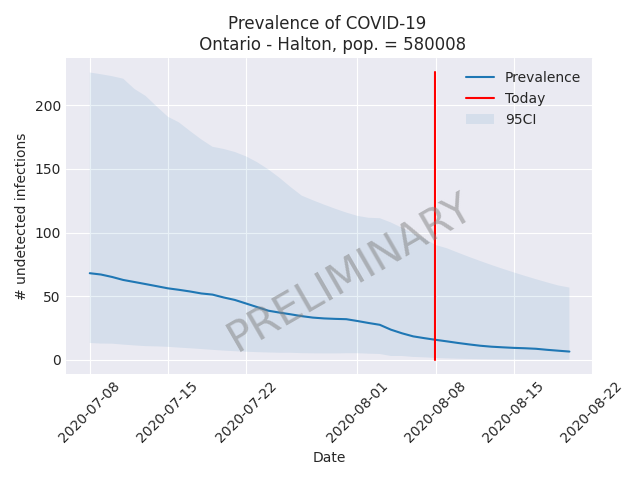 Prevalence of COVID-19
Ontario - Halton, pop. = 580008
Prevalence
Today
95CI
# undetected infections
200
150
100
50
0
PRELIMINARY
2020-07-08
2020-07-15
2020-07-22
2020-08-01
2020-08-08
2020-08-15
2020-08-22
Date